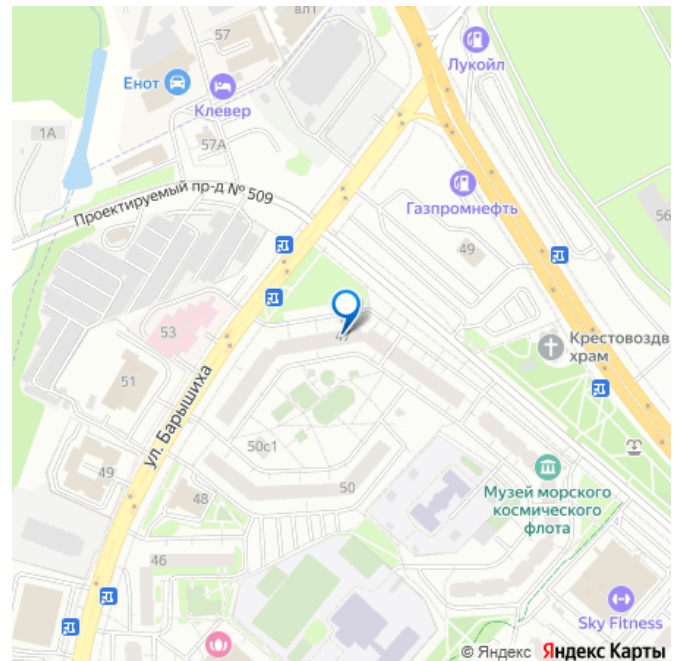 вл1
57
Лукойл
Енот
Клевер
1А
57А
Проектируемый пр-д № 509
Газпромнефть
56
49
53
Крестовоздв
храм
51
ул. Барышиха
50с1
49
48
50
Музей морского
космического
флота
46
Sky Fitness
© Яндекс Яндекс Карты